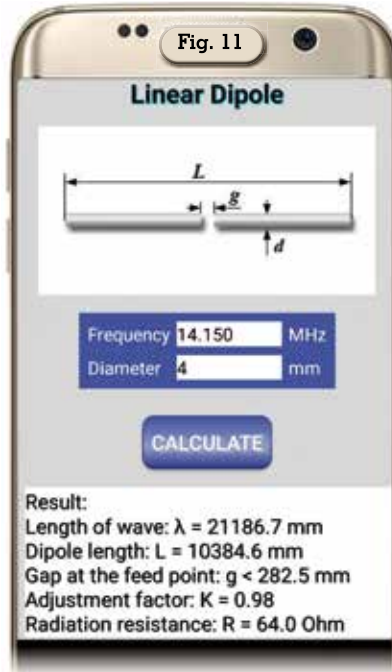 Fig. 11
Linear Dipole
L
g
d
Frequency 14.150 MHz
Diameter 4 mm
CALCULATE
Result:
Length of wave: λ = 21186.7 mm
Dipole length: L = 10384.6 mm
Gap at the feed point: g < 282.5 mm
Adjustment factor: K = 0.98
Radiation resistance: R = 64.0 Ohm